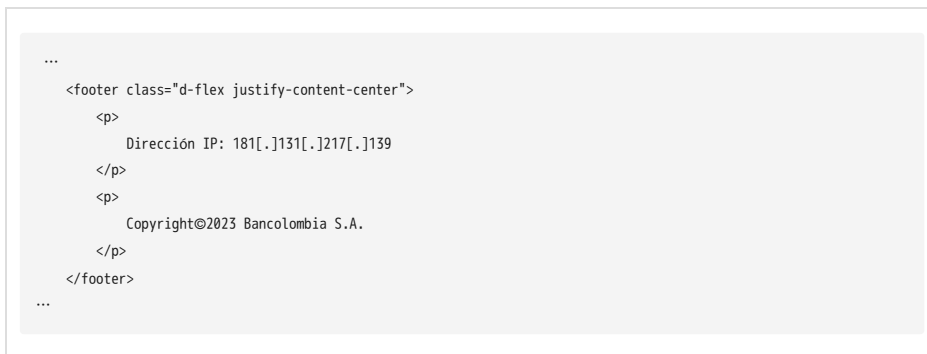 ...
<footer class="d-flex justify-content-center">
<p>
Dirección IP: 181[.]131[.]217[.]139
</p>
<p>
Copyright©2023 Bancolombia S.A.
</p>
</footer>
...